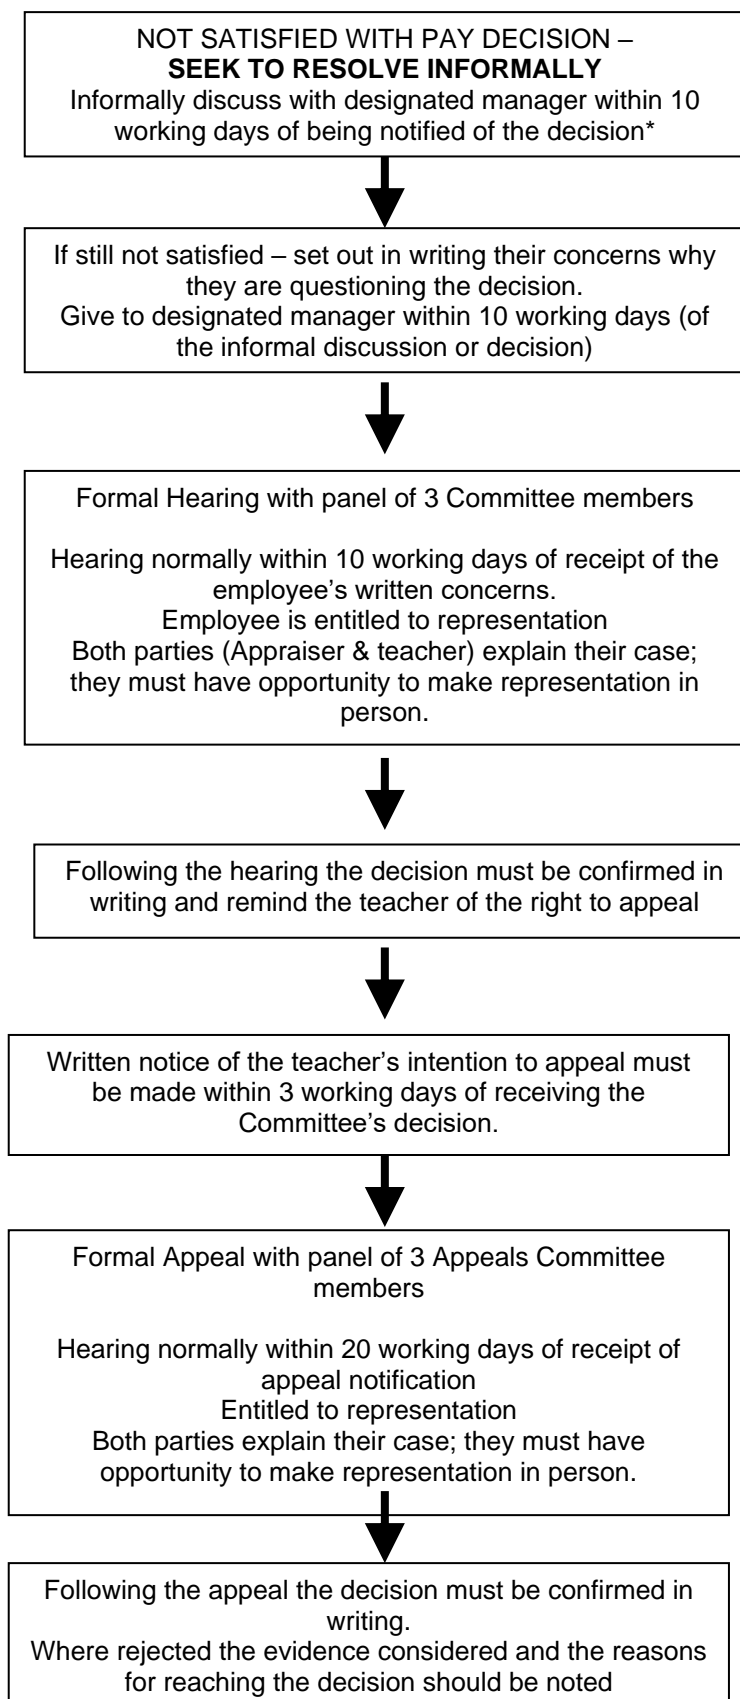 NOT SATISFIED WITH PAY DECISION –
SEEK TO RESOLVE INFORMALLY
Informally discuss with designated manager within 10
working days of being notified of the decision*
If still not satisfied – set out in writing their concerns why
they are questioning the decision.
Give to designated manager within 10 working days (of
the informal discussion or decision)
Formal Hearing with panel of 3 Committee members
Hearing normally within 10 working days of receipt of the
employee’s written concerns.
Employee is entitled to representation
Both parties (Appraiser & teacher) explain their case;
they must have opportunity to make representation in
person.
Following the hearing the decision must be confirmed in
writing and remind the teacher of the right to appeal
Written notice of the teacher’s intention to appeal must
be made within 3 working days of receiving the
Committee’s decision.
Formal Appeal with panel of 3 Appeals Committee
members
Hearing normally within 20 working days of receipt of
appeal notification
Entitled to representation
Both parties explain their case; they must have
opportunity to make representation in person.
Following the appeal the decision must be confirmed in
writing.
Where rejected the evidence considered and the reasons
for reaching the decision should be noted